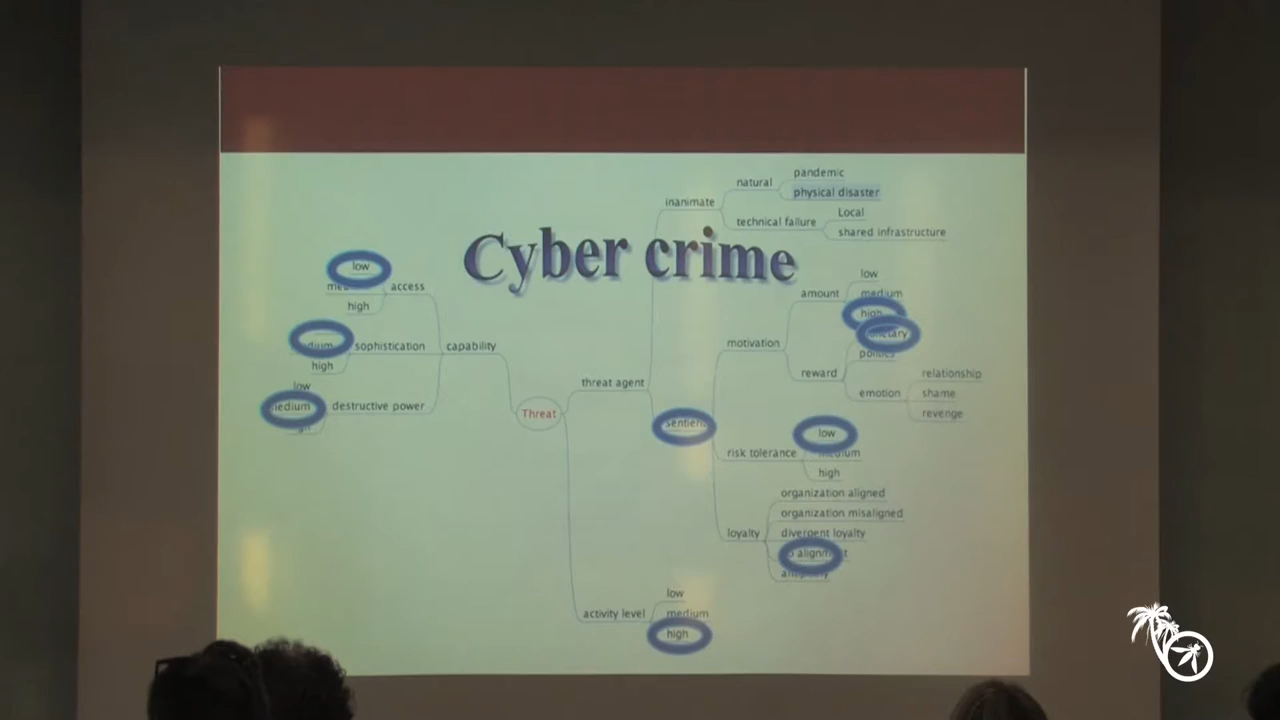 Cyber crime
Threat
capability
access
low
high
sophistication
high
destructive power
low
threat agent
inanimate
natural
pandemic
physical disaster
technical failure
Local
shared infrastructure
motivation
amount
low
medium
high
reward
politics
emotion
relationship
shame
revenge
risk tolerance
low
medium
high
loyalty
organization aligned
organization misaligned
divergent loyalty
activity level
low
medium
high